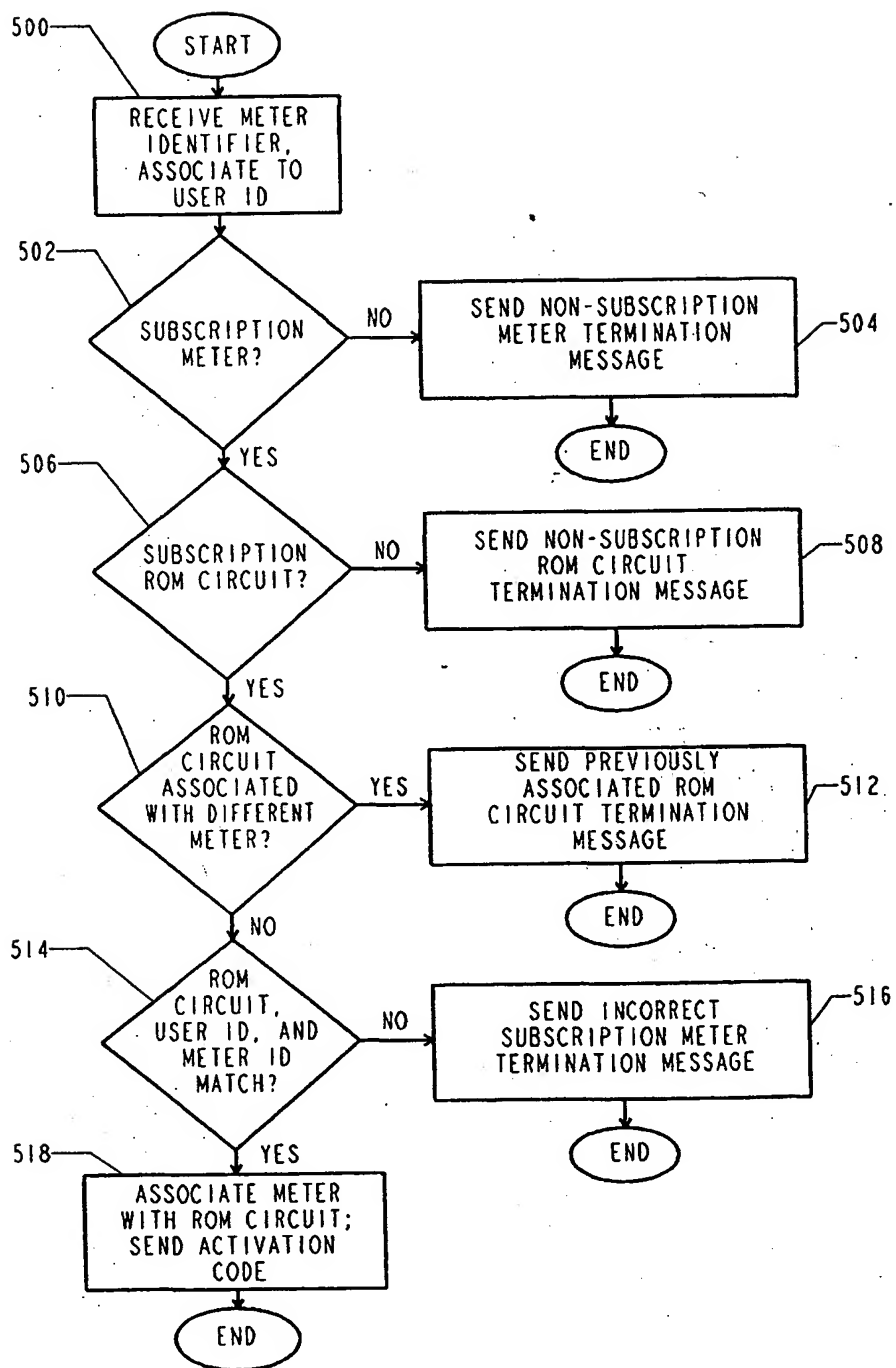 500
START
RECEIVE METER
IDENTIFIER,
ASSOCIATE TO
USER ID
502
SUBSCRIPTION
METER?
NO
SEND NON-SUBSCRIPTION
METER TERMINATION
MESSAGE
504
END
YES
506
SUBSCRIPTION
ROM CIRCUIT?
NO
SEND NON-SUBSCRIPTION
ROM CIRCUIT
TERMINATION MESSAGE
508
END
YES
510
ROM
CIRCUIT
ASSOCIATED
WITH DIFFERENT
METER?
YES
SEND PREVIOUSLY
ASSOCIATED ROM
CIRCUIT TERMINATION
MESSAGE
512
END
NO
514
ROM
CIRCUIT,
USER ID, AND
METER ID
MATCH?
NO
SEND INCORRECT
SUBSCRIPTION METER
TERMINATION MESSAGE
516
END
YES
518
ASSOCIATE METER
WITH ROM CIRCUIT;
SEND ACTIVATION
CODE
END